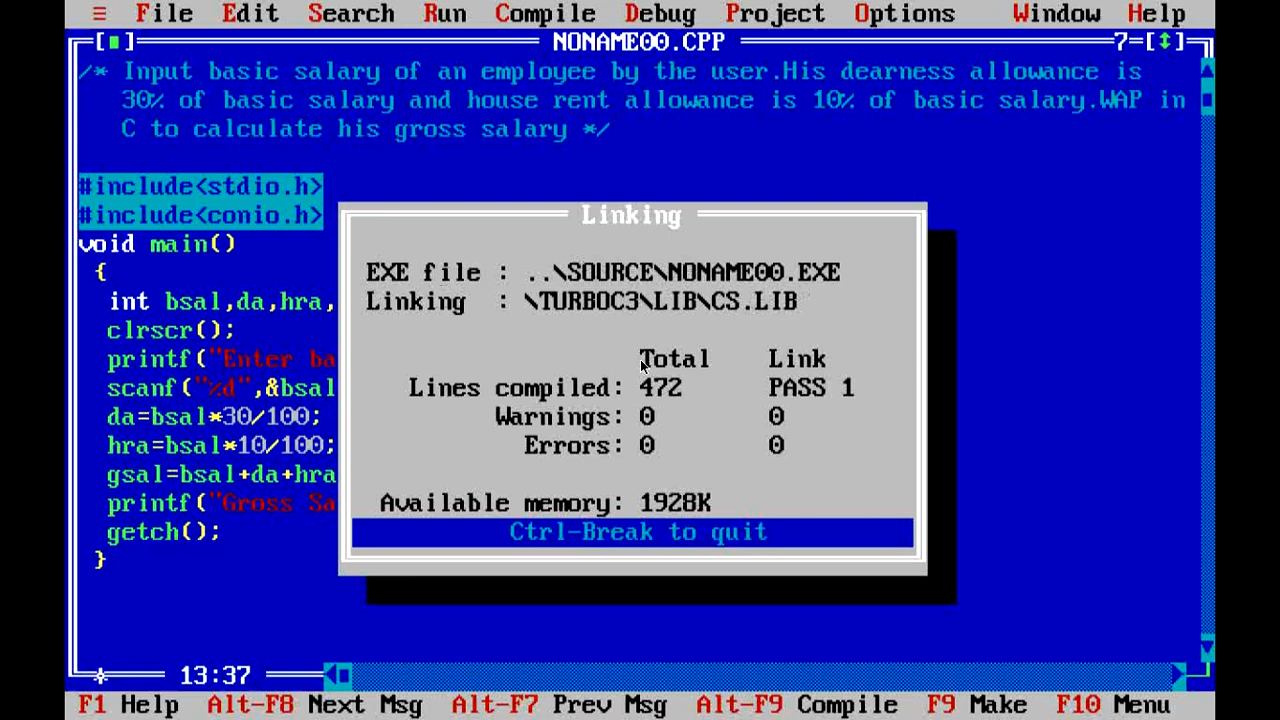 ≡ File Edit Search Run Compile Debug Project Options Window Help
[■] NONAME00.CPP 7=[↕]
/* Input basic salary of an employee by the user.His dearness allowance is
30% of basic salary and house rent allowance is 10% of basic salary.WAP in
C to calculate his gross salary */
#include<stdio.h>
#include<conio.h>
void main()
{
int bsal,da,hra,
clrscr();
printf("Enter ba
scanf("%d",&bsal
da=bsal*30/100;
hra=bsal*10/100;
gsal=bsal+da+hra
printf("Gross Sa
getch();
}
Linking
EXE file : ..\SOURCE\NONAME00.EXE
Linking : \TURBOC3\LIB\CS.LIB
Total Link
Lines compiled: 472 PASS 1
Warnings: 0 0
Errors: 0 0
Available memory: 1928K
Ctrl-Break to quit
13:37
F1 Help Alt-F8 Next Msg Alt-F7 Prev Msg Alt-F9 Compile F9 Make F10 Menu